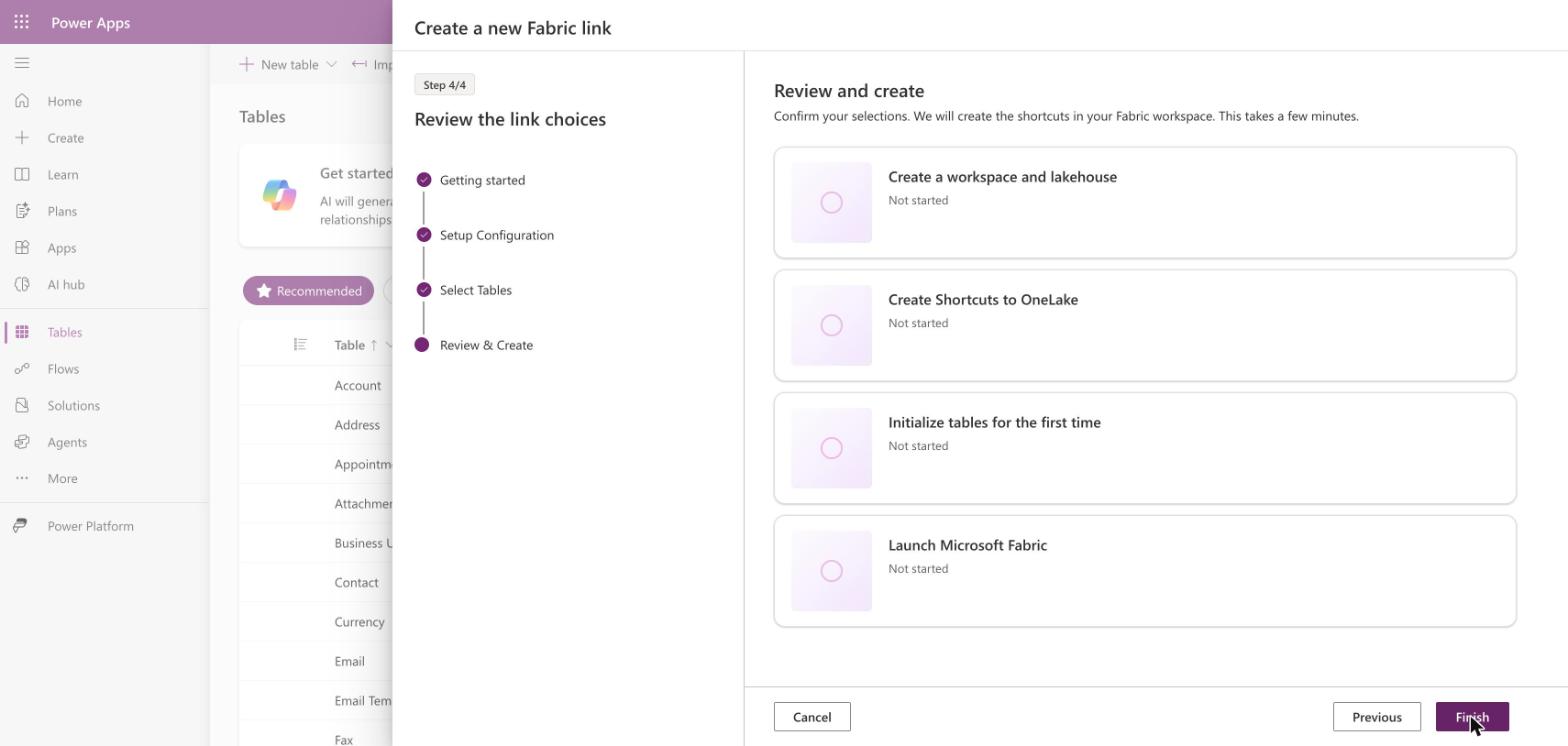 Power Apps
Create a new Fabric link
Home
Create
Learn
Plans
Apps
AI hub
Tables
Flows
Solutions
Agents
More
Power Platform
New table
Tables
Get started
AI will
relationships
Recommended
Table
Account
Address
Business
Contact
Currency
Email
Email
Fax
Step 4/4
Review the link choices
Getting started
Setup Configuration
Select Tables
Review & Create
Review and create
Confirm your selections. We will create the shortcuts in your Fabric workspace. This takes a few minutes.
Create a workspace and lakehouse
Not started
Create Shortcuts to OneLake
Not started
Initialize tables for the first time
Not started
Launch Microsoft Fabric
Not started
Cancel
Previous
Finish